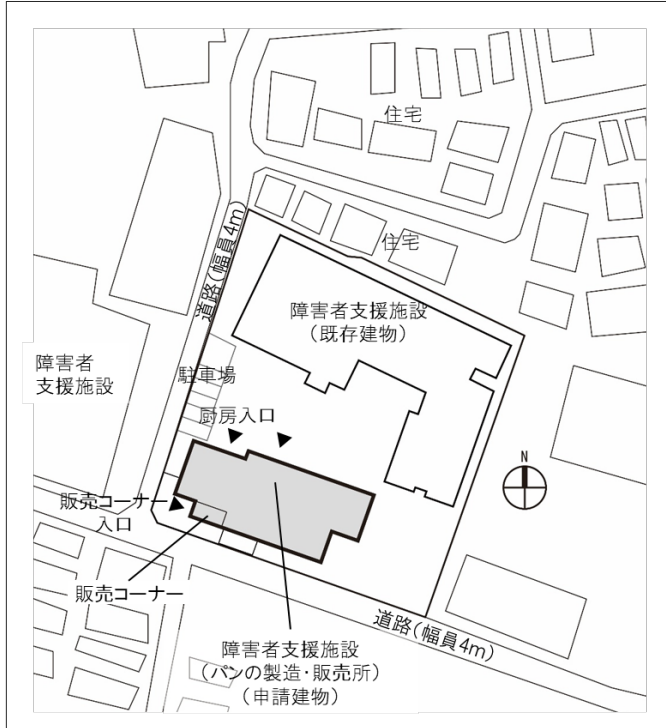 住宅
住宅
道路(幅員4m)
障害者支援施設
(既存建物)
障害者
支援施設
駐車場
厨房入口
N
販売コーナー
入口
販売コーナー
道路(幅員4m)
障害者支援施設
(パンの製造・販売所)
(申請建物)